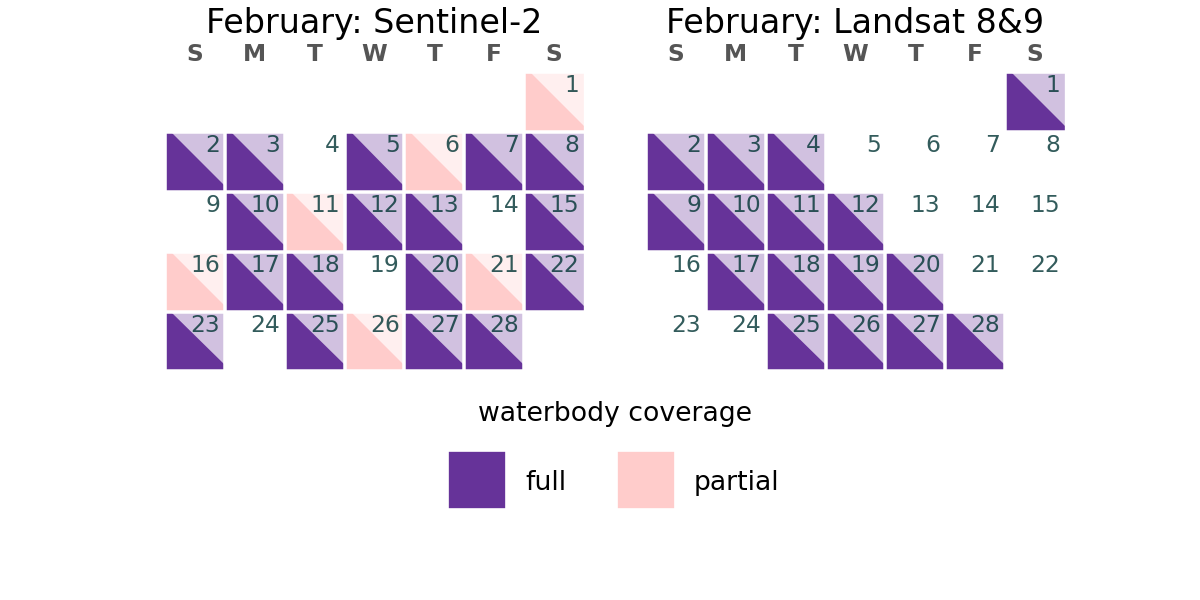 February: Sentinel-2
S M T W T F S
1
2 3 4 5 6 7 8
9 10 11 12 13 14 15
16 17 18 19 20 21 22
23 24 25 26 27 28
February: Landsat 8&9
S M T W T F S
1
2 3 4 5 6 7 8
9 10 11 12 13 14 15
16 17 18 19 20 21 22
23 24 25 26 27 28
waterbody coverage
full partial